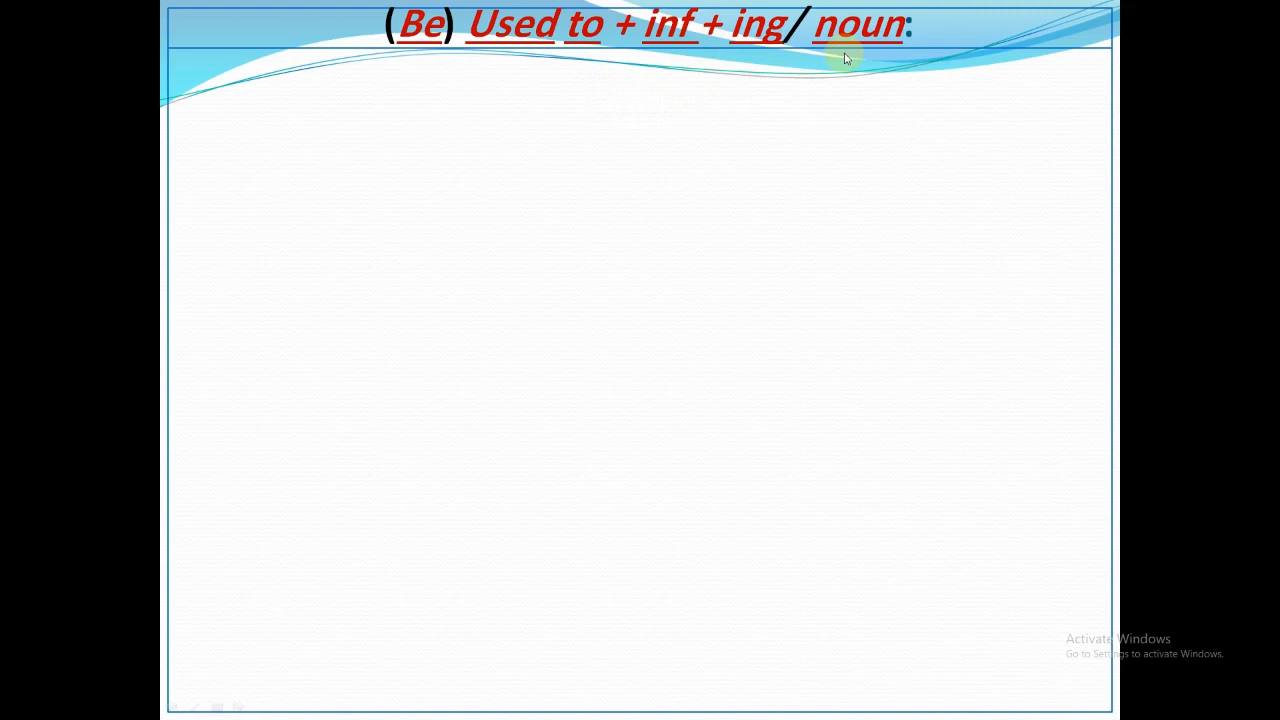 (Be) Used to + inf + ing/ noun:
Activate Windows
Go to Settings to activate Windows.